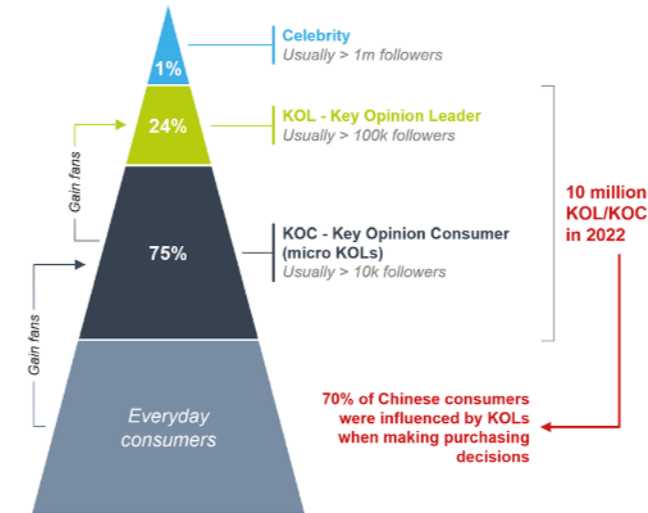 Celebrity
Usually > 1m followers
1%
KOL - Key Opinion Leader
Usually > 100k followers
24%
Gain fans
10 million
KOL/KOC
in 2022
KOC - Key Opinion Consumer
(micro KOLs)
Usually > 10k followers
75%
Gain fans
Everyday
consumers
70% of Chinese consumers
were influenced by KOLs
when making purchasing
decisions